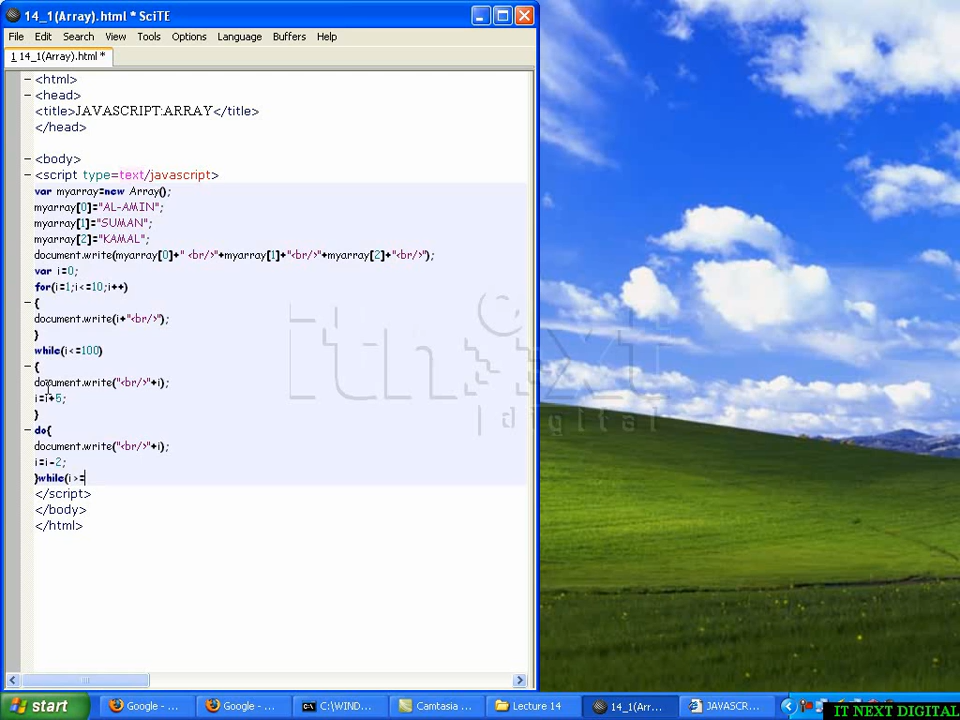 14_1(Array).html * SciTE
File Edit Search View Tools Options Language Buffers Help
1 14_1(Array).html *
<html>
<head>
<title>JAVASCRIPT:ARRAY</title>
</head>
<body>
<script type=text/javascript>
var myarray=new Array();
myarray[0]="AL-AMIN";
myarray[1]="SUMAN";
myarray[2]="KAMAL";
document.write(myarray[0]+" <br/>"+myarray[1]+"<br/>"+myarray[2]+"<br/>");
var i=0;
for(i=1;i<=10;i++)
{
document.write(i+"<br/>");
}
while(i<=100)
{
document.write("<br/>"+i);
i=i+5;
}
do{
document.write("<br/>"+i);
i=i-2;
}while(i>=
</script>
</body>
</html>
itnext
| digital |
start Google - ... Google - ... C:\WIND... Camtasia ... Lecture 14 14_1(Arr... JAVASCR...
IT NEXT DIGITAL